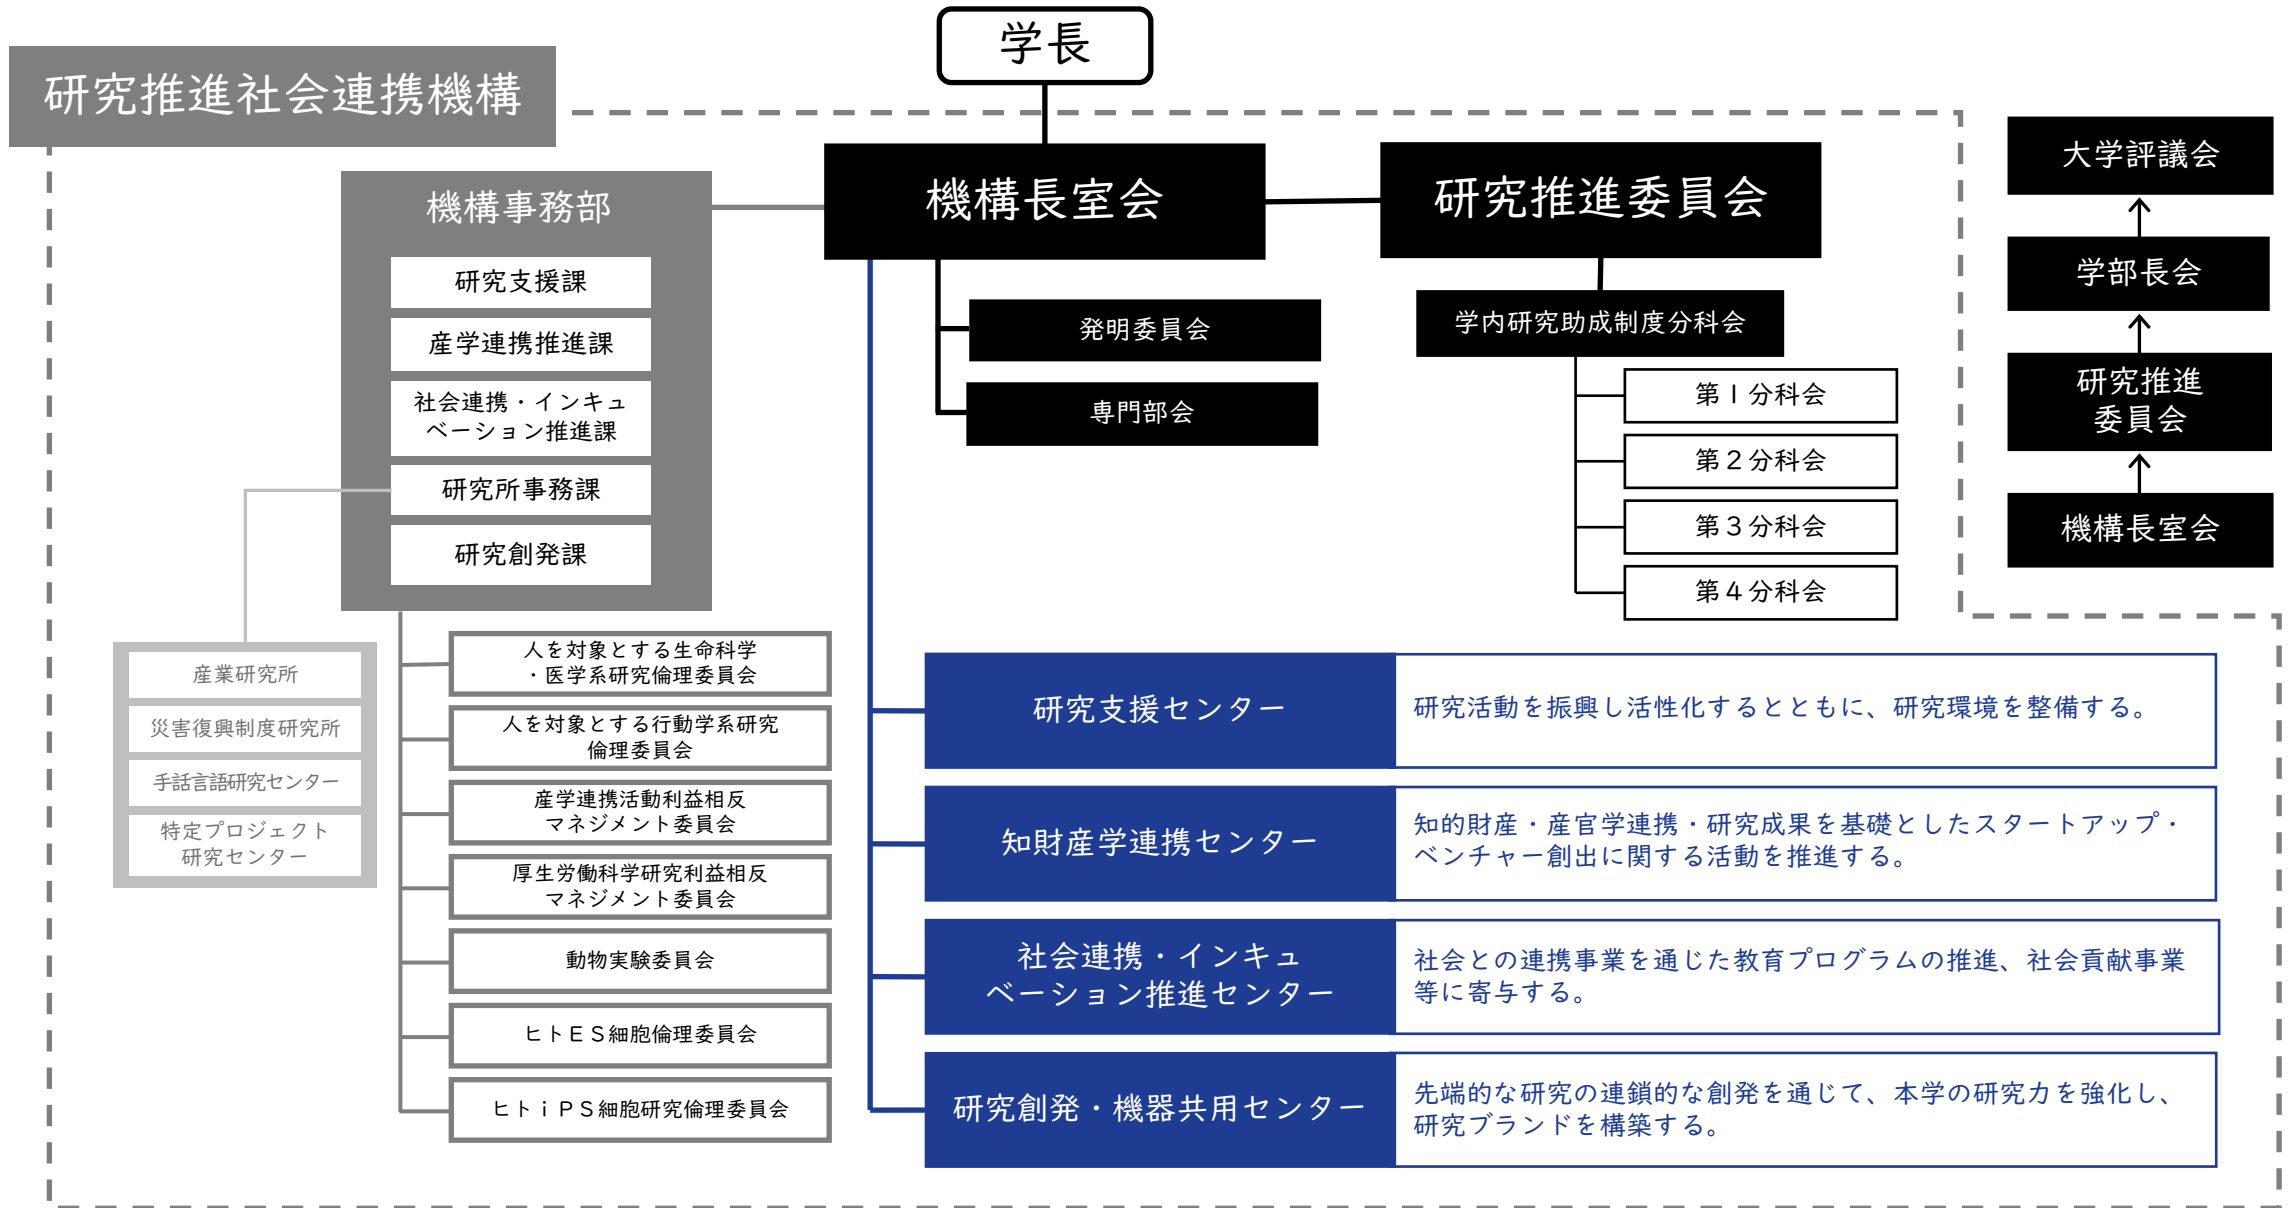 学長
研究推進社会連携機構
機構長室会
研究推進委員会
機構事務部
研究支援課
産学連携推進課
社会連携・インキュ
ベーション推進課
研究所事務課
研究創発課
産業研究所
災害復興制度研究所
手話言語研究センター
特定プロジェクト
研究センター
人を対象とする生命科学
・医学系研究倫理委員会
人を対象とする行動学系研究
倫理委員会
産学連携活動利益相反
マネジメント委員会
厚生労働科学研究利益相反
マネジメント委員会
動物実験委員会
ヒトES細胞倫理委員会
ヒトiPS細胞研究倫理委員会
発明委員会
専門部会
学内研究助成制度分科会
第1分科会
第2分科会
第3分科会
第4分科会
大学評議会
学部長会
研究推進
委員会
機構長室会
研究支援センター
研究活動を振興し活性化するとともに、研究環境を整備する。
知財産学連携センター
知的財産・産官学連携・研究成果を基礎としたスタートアップ・
ベンチャー創出に関する活動を推進する。
社会連携・インキュ
ベーション推進センター
社会との連携事業を通じた教育プログラムの推進、社会貢献事業
等に寄与する。
研究創発・機器共用センター
先端的な研究の連鎖的な創発を通じて、本学の研究力を強化し、
研究ブランドを構築する。